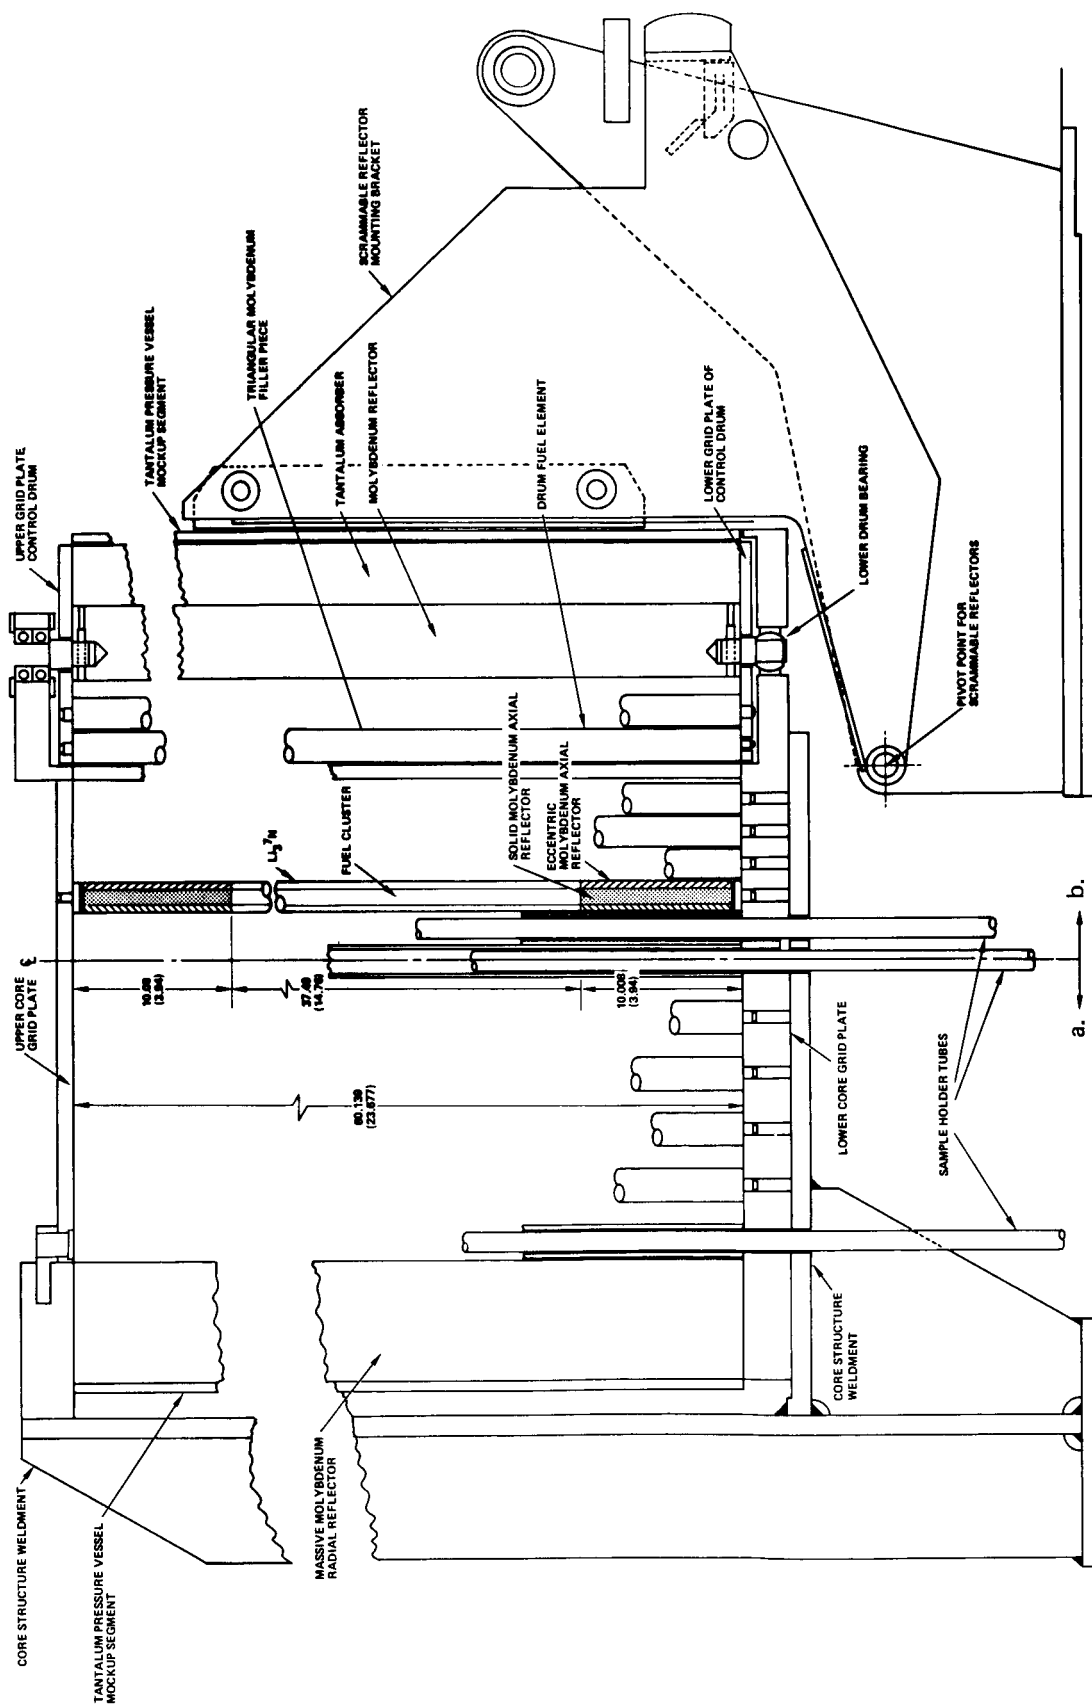 CORE STRUCTURE WELDMENT
TANTALUM PRESSURE VESSEL
MOCKUP SEGMENT
MASSIVE MOLYBDENUM
RADIAL REFLECTOR
CORE STRUCTURE
WELDMENT
UPPER CORE
GRID PLATE
℄
60.139
(23.677)
(3.94)
(14.76)
10.008
(3.94)
LOWER CORE GRID PLATE
SAMPLE HOLDER TUBES
a.
b.
Li₃⁷N
FUEL CLUSTER
SOLID MOLYBDENUM AXIAL
REFLECTOR
ECCENTRIC
MOLYBDENUM AXIAL
REFLECTOR
UPPER GRID PLATE
CONTROL DRUM
TANTALUM PRESSURE VESSEL
MOCKUP SEGMENT
TRIANGULAR MOLYBDENUM
FILLER PIECE
TANTALUM ABSORBER
MOLYBDENUM REFLECTOR
DRUM FUEL ELEMENT
LOWER GRID PLATE OF
CONTROL DRUM
LOWER DRUM BEARING
PIVOT POINT FOR
SCRAMMABLE REFLECTORS
SCRAMMABLE REFLECTOR
MOUNTING BRACKET